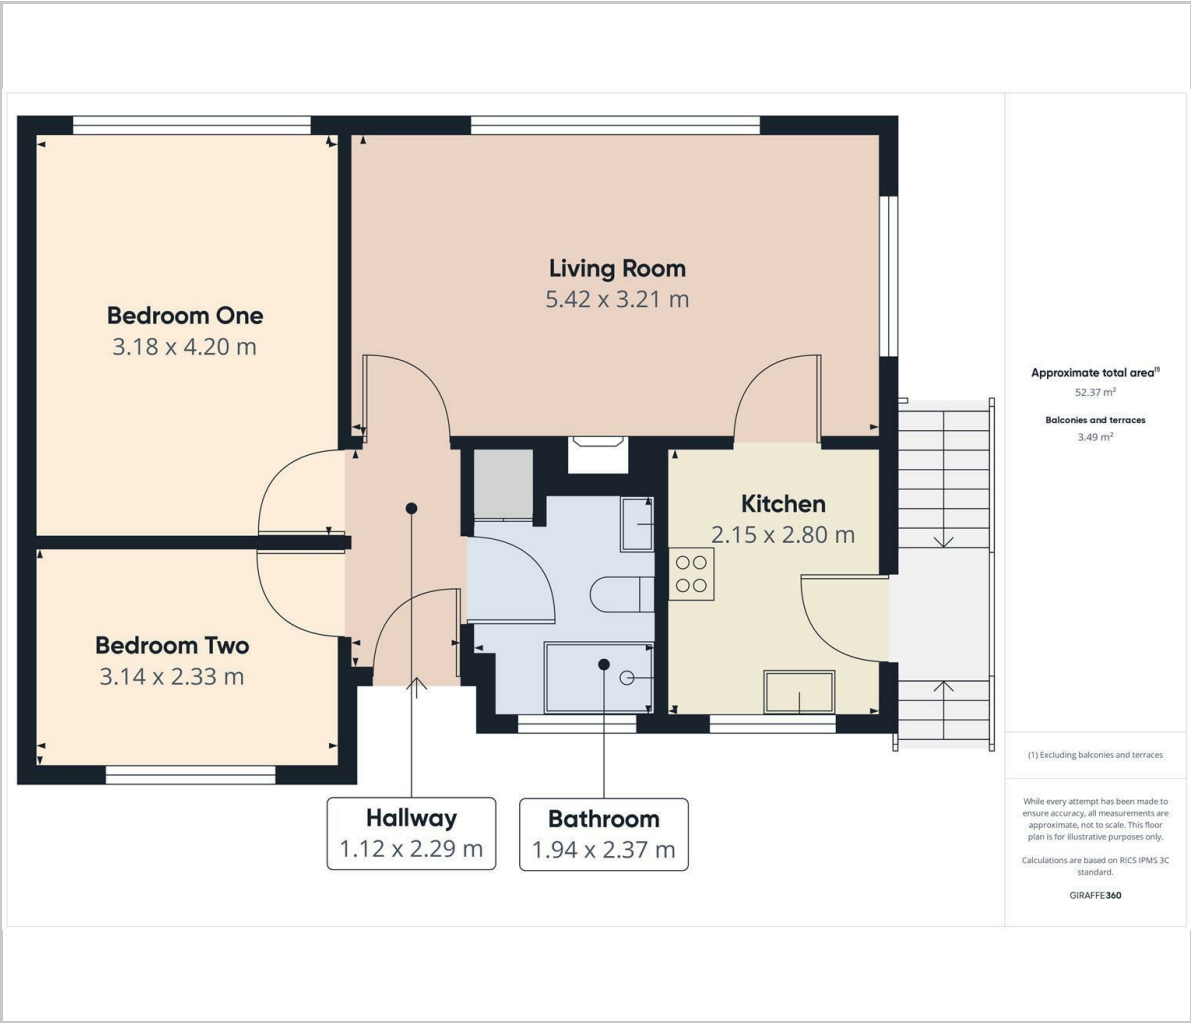 Living Room
5.42 x 3.21 m
Bedroom One
3.18 x 4.20 m
Kitchen
2.15 x 2.80 m
Bedroom Two
3.14 x 2.33 m
Hallway
1.12 x 2.29 m
Bathroom
1.94 x 2.37 m
Approximate total area⁽¹⁾
52.37 m²
Balconies and terraces
3.49 m²
(1) Excluding balconies and terraces
While every attempt has been made to
ensure accuracy, all measurements are
approximate, not to scale. This floor
plan is for illustrative purposes only.
Calculations are based on RICS IPMS 3C
standard.
GIRAFFE360